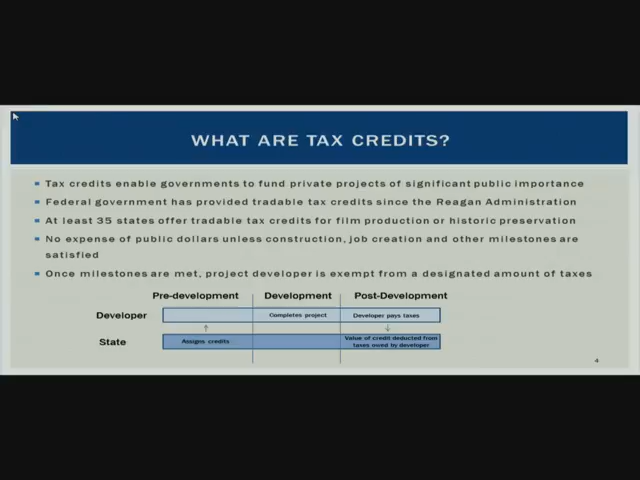 WHAT ARE TAX CREDITS?
Tax credits enable governments to fund private projects of significant public importance
Federal government has provided tradable tax credits since the Reagan Administration
At least 35 states offer tradable tax credits for film production or historic preservation
No expense of public dollars unless construction, job creation and other milestones are
satisfied
Once milestones are met, project developer is exempt from a designated amount of taxes
Pre-development Development Post-Development
Developer Completes project Developer pays taxes
State Assigns credits Value of credit deducted from
taxes owed by developer
4